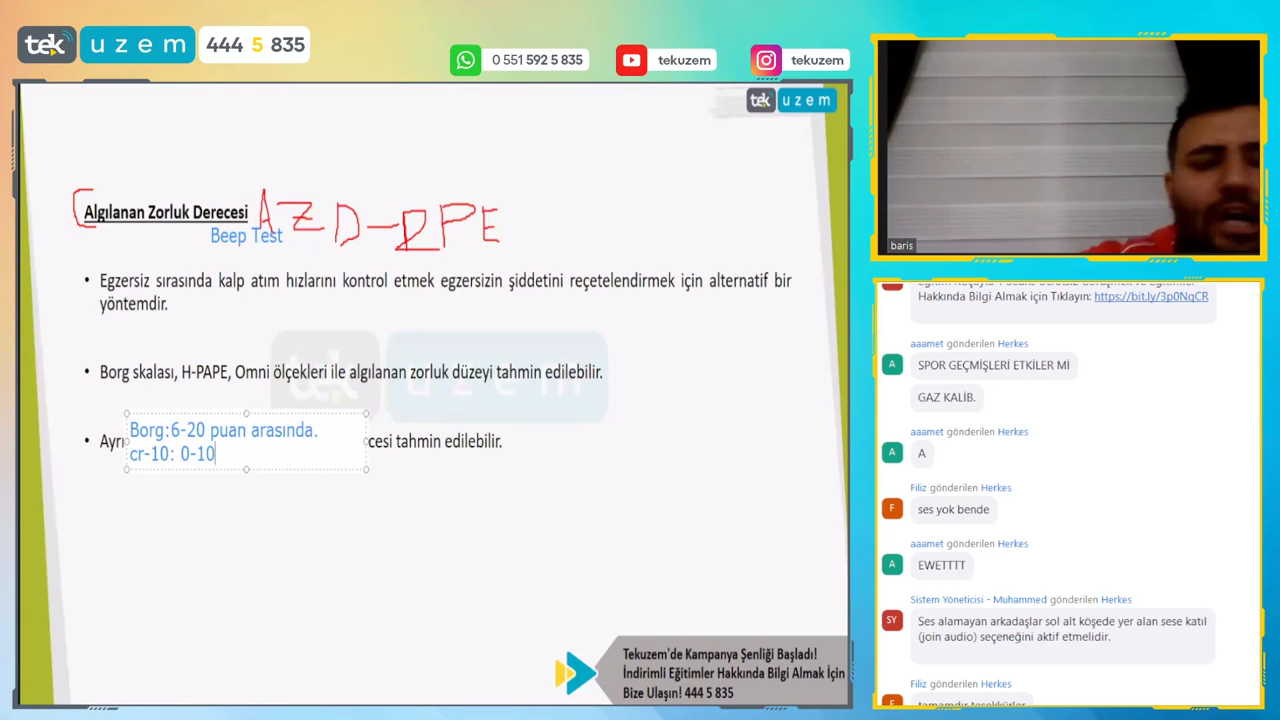 tek uzem 444 5 835
0 551 592 5 835
tekuzem
tekuzem
tek uzem
Algılanan Zorluk Derecesi AZD-RPE
Beep Test
• Egzersiz sırasında kalp atım hızlarını kontrol etmek egzersizin şiddetini reçetelendirmek için alternatif bir
yöntemdir.
tek uzem
• Borg skalası, H-PAPE, Omni ölçekleri ile algılanan zorluk düzeyi tahmin edilebilir.
Borg:6-20 puan arasında.
• Ayrı cesi tahmin edilebilir.
cr-10: 0-10
Tekuzem'de Kampanya Şenliği Başladı!
İndirimli Eğitimler Hakkında Bilgi Almak İçin
Bize Ulaşın! 444 5 835
baris
Hakkında Bilgi Almak için Tıklayın: https://bit.ly/3p0NqCR
aaamet gönderilen Herkes
A
SPOR GEÇMİŞLERİ ETKİLER Mİ
GAZ KALİB.
aaamet gönderilen Herkes
A
A
Filiz gönderilen Herkes
F
ses yok bende
aaamet gönderilen Herkes
A
EWETTTT
Sistem Yöneticisi - Muhammed gönderilen Herkes
SY
Ses alamayan arkadaşlar sol alt köşede yer alan sese katıl
(join audio) seçeneğini aktif etmelidir.
Filiz gönderilen Herkes